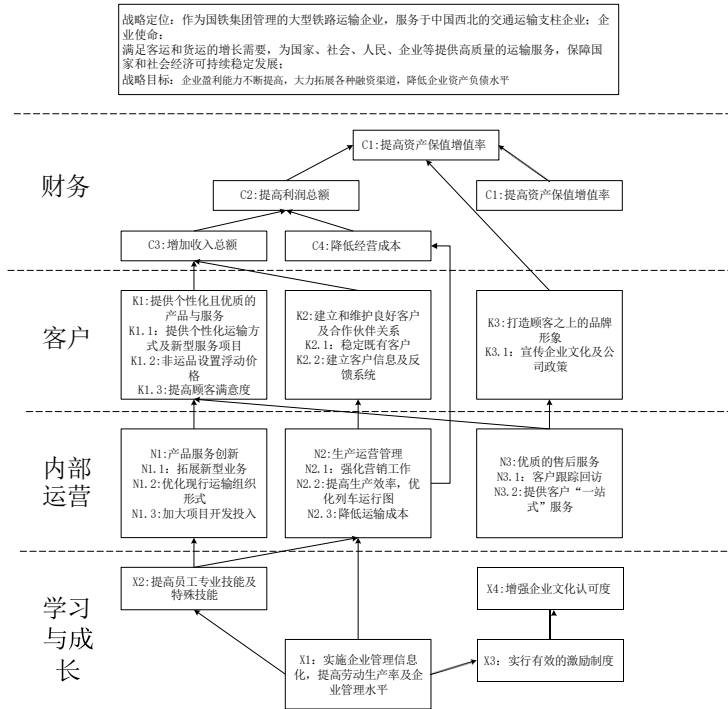 战略定位：作为国铁集团管理的大型铁路运输企业，服务于中国西北的交通运输支柱企业；企
业使命：
满足客运和货运的增长需要，为国家、社会、人民、企业等提供高质量的运输服务，保障国
家和社会经济可持续稳定发展；
战略目标：企业盈利能力不断提高，大力拓展各种融资渠道，降低企业资产负债水平
财务
C1:提高资产保值增值率
C2:提高利润总额
C1:提高资产保值增值率
C3:增加收入总额
C4:降低经营成本
客户
K1:提供个性化且优质的
产品与服务
K1.1：提供个性化运输方
式及新型服务项目
K1.2:非运品设置浮动价
格
K1.3:提高顾客满意度
K2:建立和维护良好客户
及合作伙伴关系
K2.1：稳定既有客户
K2.2：建立客户信息及反
馈系统
K3:打造顾客之上的品牌
形象
K3.1：宣传企业文化及公
司政策
内部
运营
N1:产品服务创新
N1.1：拓展新型业务
N1.2:优化现行运输组织
形式
N1.3:加大项目开发投入
N2:生产运营管理
N2.1：强化营销工作
N2.2:提高生产效率，优
化列车运行图
N2.3:降低运输成本
N3:优质的售后服务
N3.1：客户跟踪回访
N3.2:提供客户“一站
式”服务
学习
与成
长
X2:提高员工专业技能及
特殊技能
X4:增强企业文化认可度
X1：实施企业管理信息
化，提高劳动生产率及企
业管理水平
X3：实行有效的激励制度